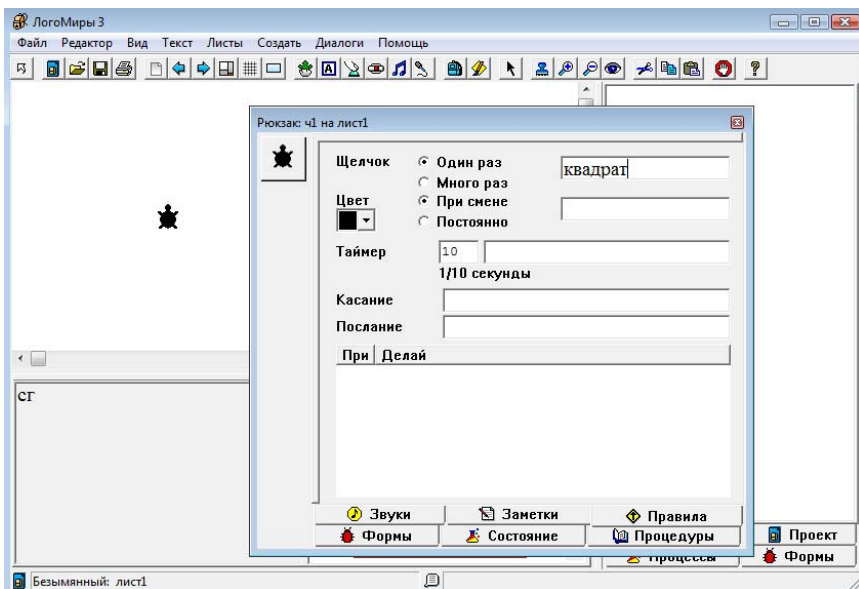 ЛогоМиры 3
Файл Редактор Вид Текст Листы Создать Диалоги Помощь
Рюкзак: ч1 на лист1
Щелчок
Один раз
квадрат
Много раз
Цвет
При смене
Постоянно
Таймер
10
1/10 секунды
Касание
Послание
При Делай
сг
Звуки Заметки Правила
Формы Состояние Процедуры
Проект
Процессы Формы
Безымянный: лист1